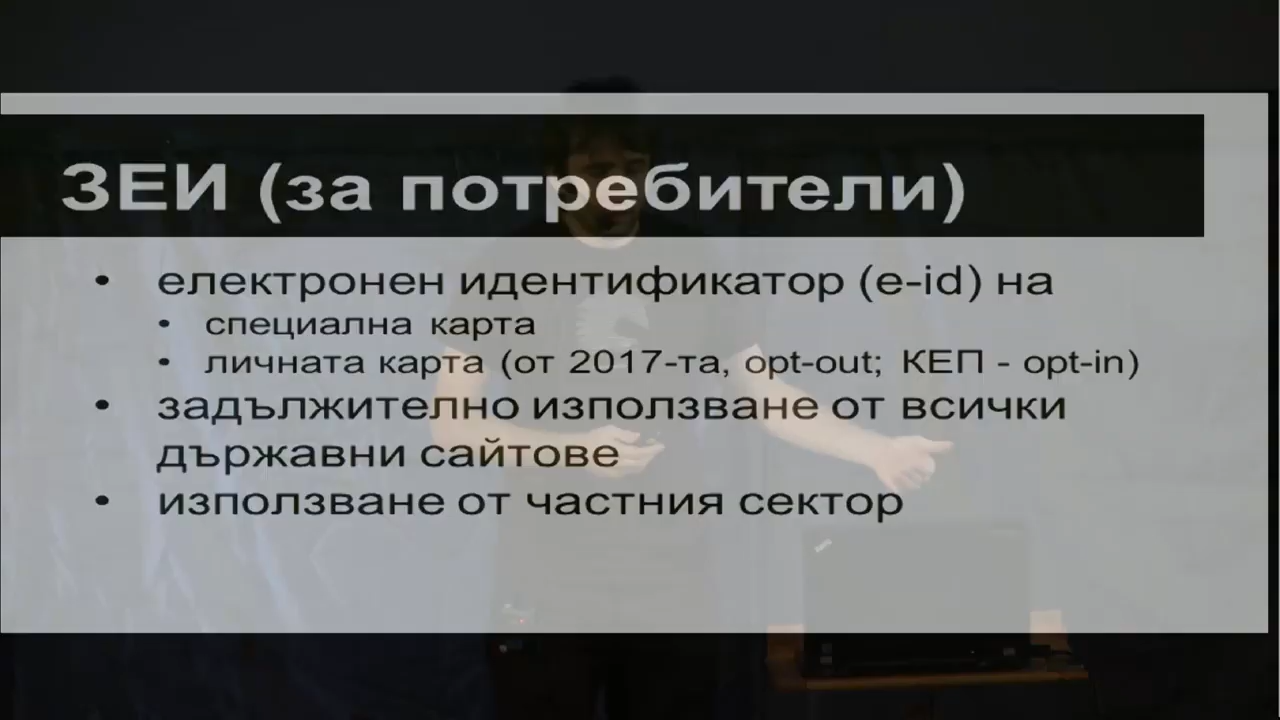 ЗЕИ (за потребители)
• електронен идентификатор (e-id) на
• специална карта
• личната карта (от 2017-та, opt-out; КЕП - opt-in)
• задължително използване от всички
държавни сайтове
• използване от частния сектор